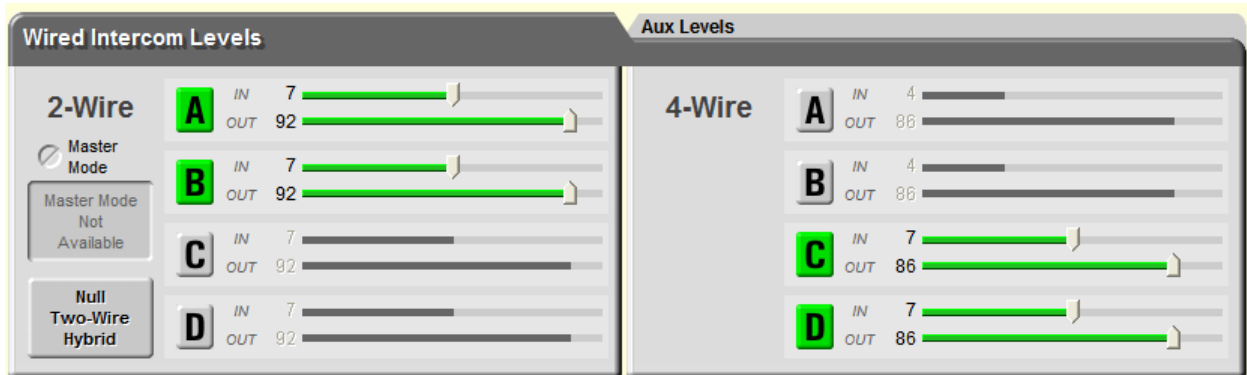 Wired Intercom Levels
Aux Levels
2-Wire
Master
Mode
Master Mode
Not
Available
Null
Two-Wire
Hybrid
A IN 7
OUT 92
B IN 7
OUT 92
C IN 7
OUT 92
D IN 7
OUT 92
4-Wire
A IN 4
OUT 86
B IN 4
OUT 86
C IN 7
OUT 86
D IN 7
OUT 86